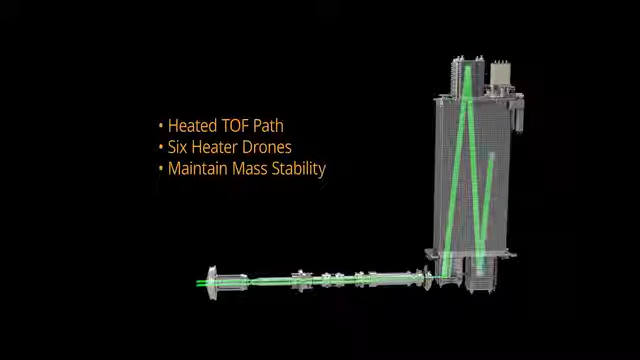 • Heated TOF Path
• Six Heater Drones
• Maintain Mass Stability